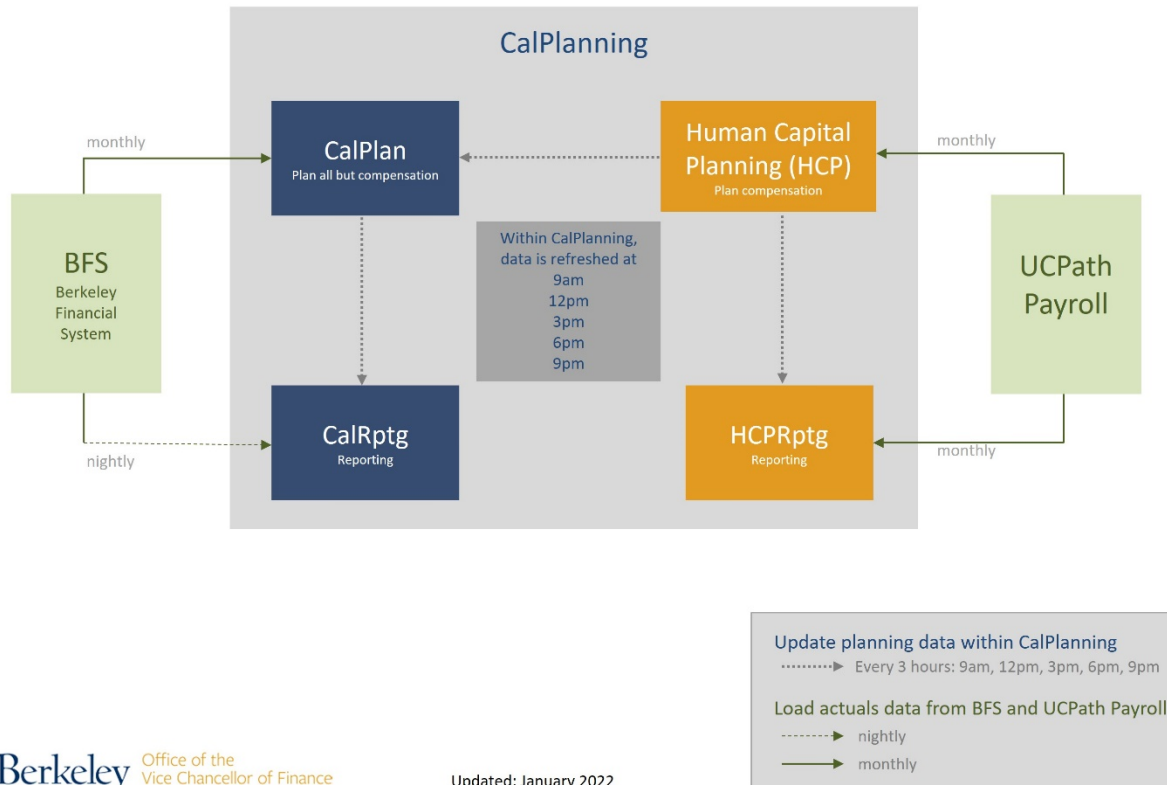 CalPlanning
monthly
CalPlan
Plan all but compensation
Human Capital
Planning (HCP)
Plan compensation
monthly
BFS
Berkeley
Financial
System
Within CalPlanning,
data is refreshed at
9am
12pm
3pm
6pm
9pm
UCPath
Payroll
nightly
CalRptg
Reporting
HCPRptg
Reporting
monthly
Update planning data within CalPlanning
Every 3 hours: 9am, 12pm, 3pm, 6pm, 9pm
Load actuals data from BFS and UCPath Payroll
nightly
monthly
Berkeley
Office of the
Vice Chancellor of Finance
Updated: January 2022